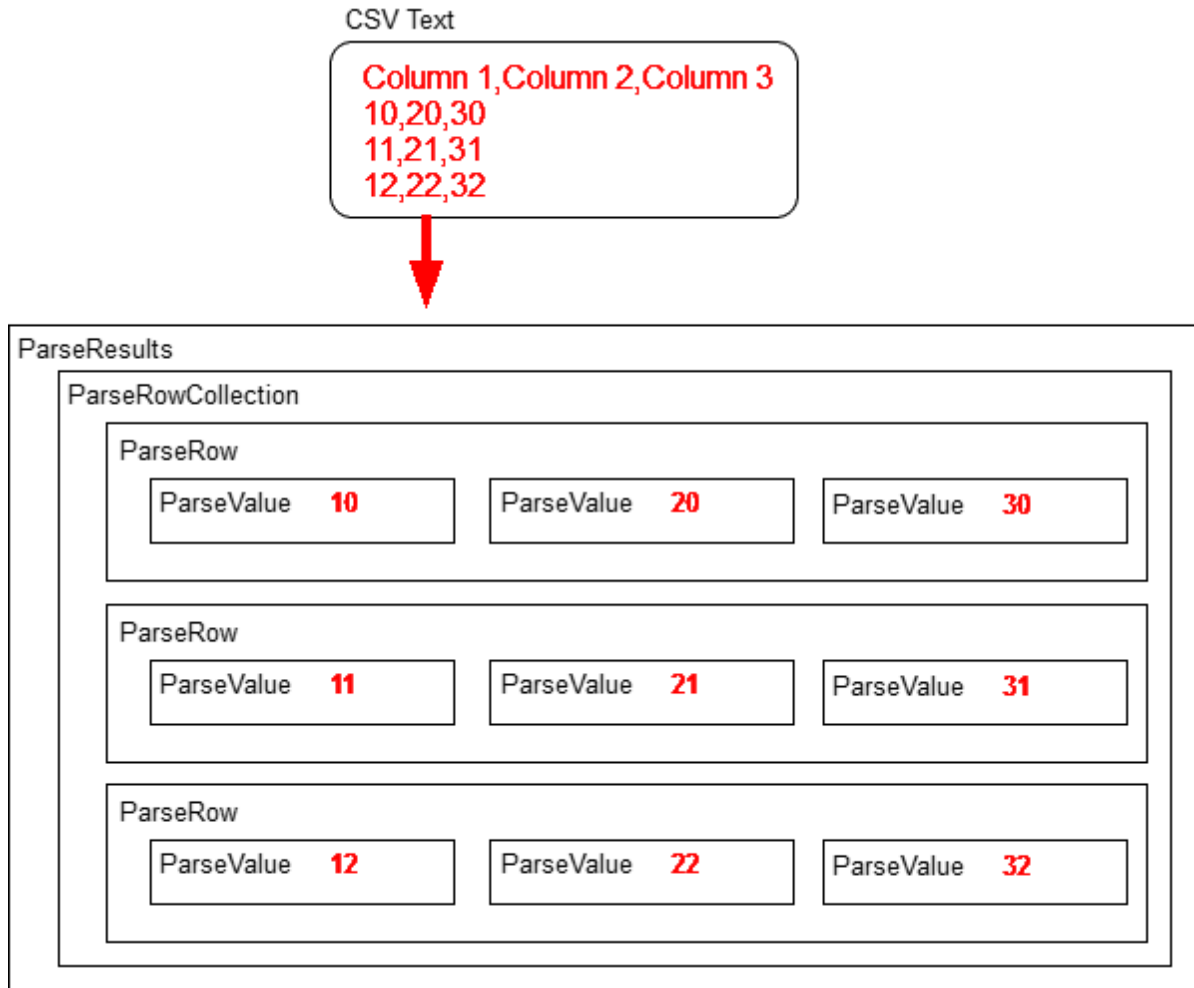 CSV Text
Column 1,Column 2,Column 3
10,20,30
11,21,31
12,22,32
ParseResults
ParseRowCollection
ParseRow
ParseValue 10 ParseValue 20 ParseValue 30
ParseRow
ParseValue 11 ParseValue 21 ParseValue 31
ParseRow
ParseValue 12 ParseValue 22 ParseValue 32